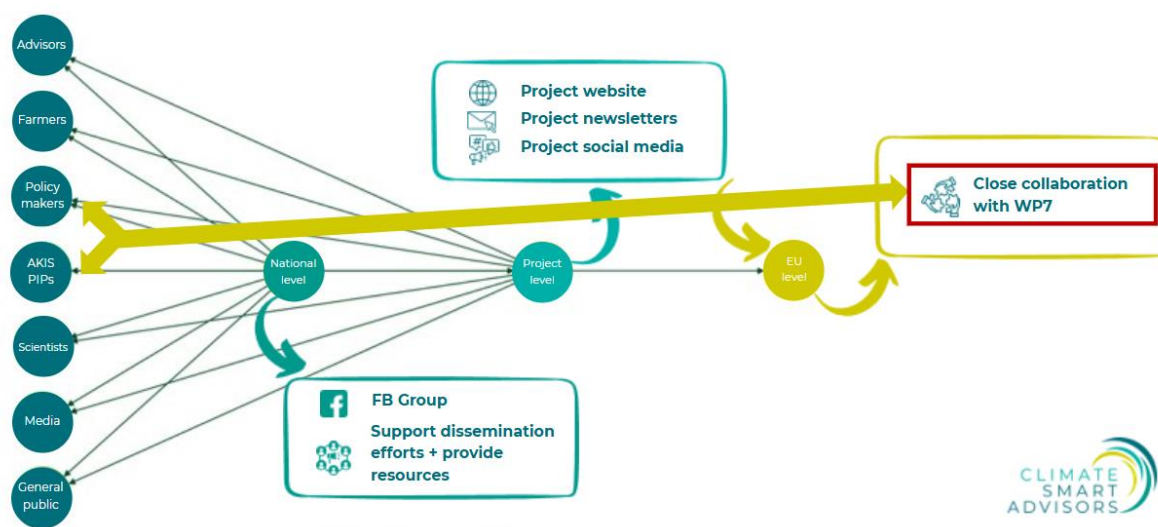 Advisors
Farmers
Policy
makers
AKIS
PIPs
Scientists
Media
General
public
National
level
Project
level
EU
level
Project website
Project newsletters
Project social media
Close collaboration
with WP7
FB Group
Support dissemination
efforts + provide
resources
CLIMATE
SMART
ADVISORS